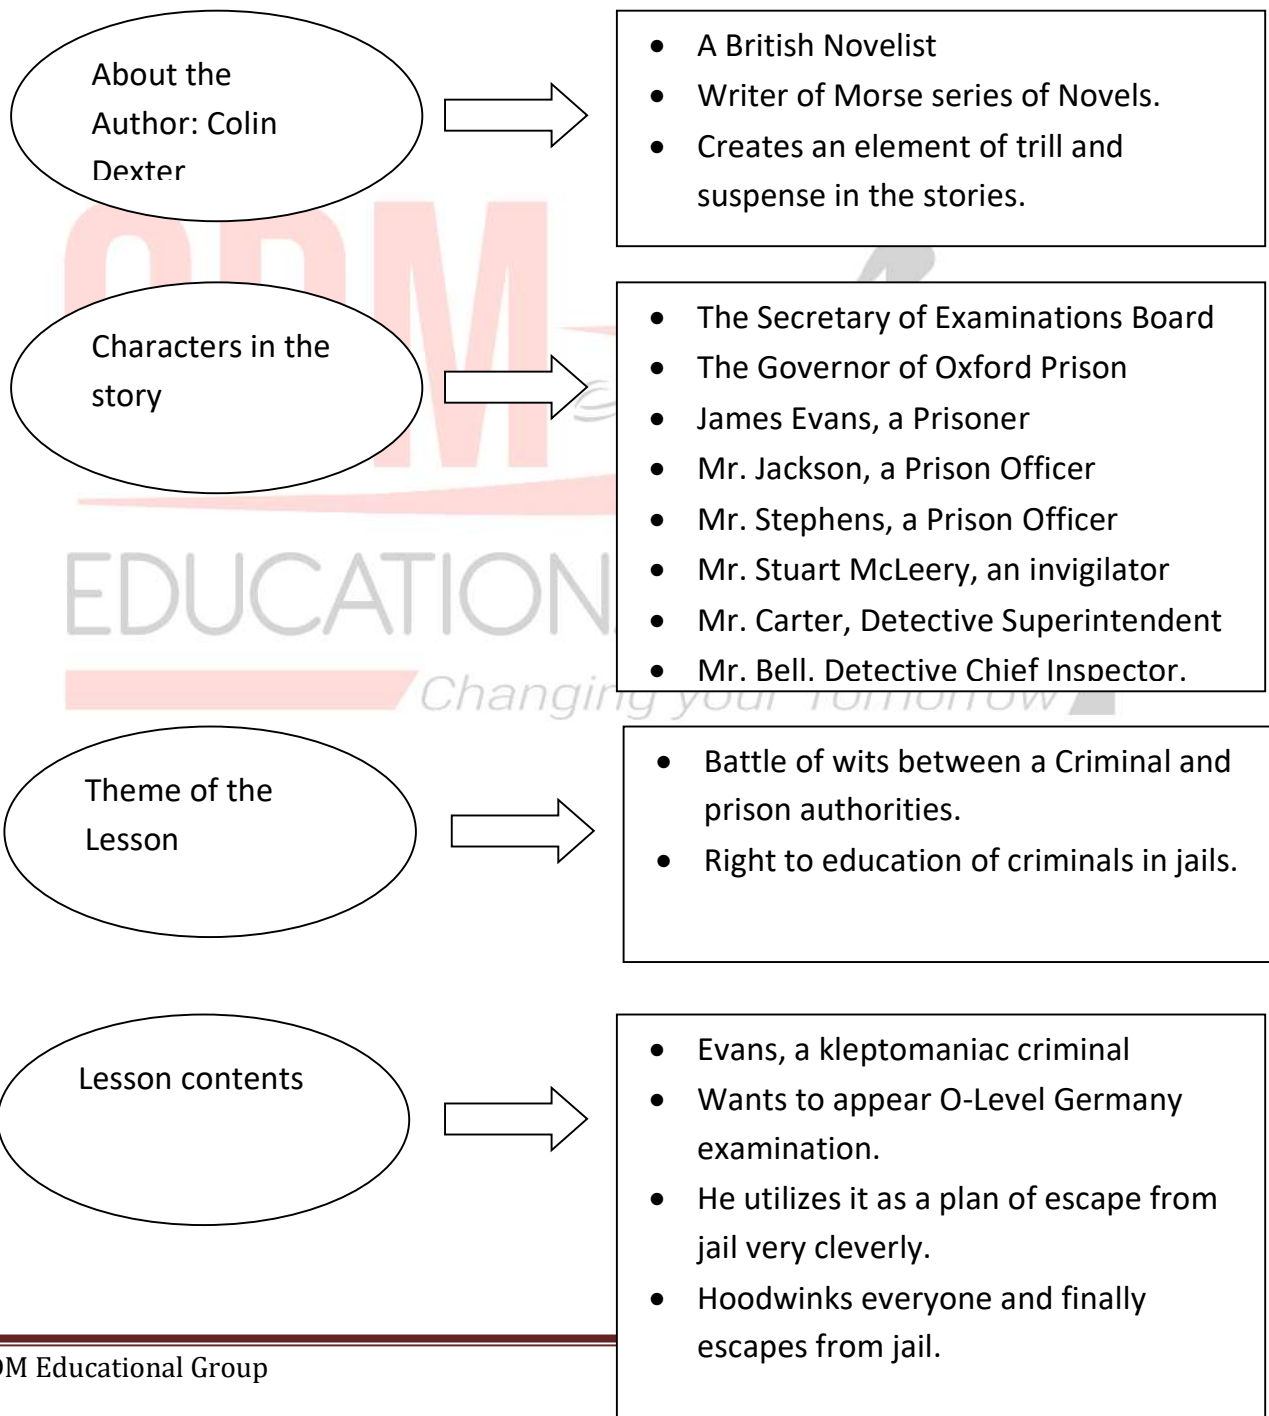 About the
Author: Colin
Dexter
• A British Novelist
• Writer of Morse series of Novels.
• Creates an element of trill and
suspense in the stories.
Characters in the
story
• The Secretary of Examinations Board
• The Governor of Oxford Prison
• James Evans, a Prisoner
• Mr. Jackson, a Prison Officer
• Mr. Stephens, a Prison Officer
• Mr. Stuart McLeery, an invigilator
• Mr. Carter, Detective Superintendent
• Mr. Bell. Detective Chief Inspector.
EDUCATION
Changing your Tomorrow
Theme of the
Lesson
• Battle of wits between a Criminal and
prison authorities.
• Right to education of criminals in jails.
Lesson contents
• Evans, a kleptomaniac criminal
• Wants to appear O-Level Germany
examination.
• He utilizes it as a plan of escape from
jail very cleverly.
• Hoodwinks everyone and finally
escapes from jail.
DM Educational Group